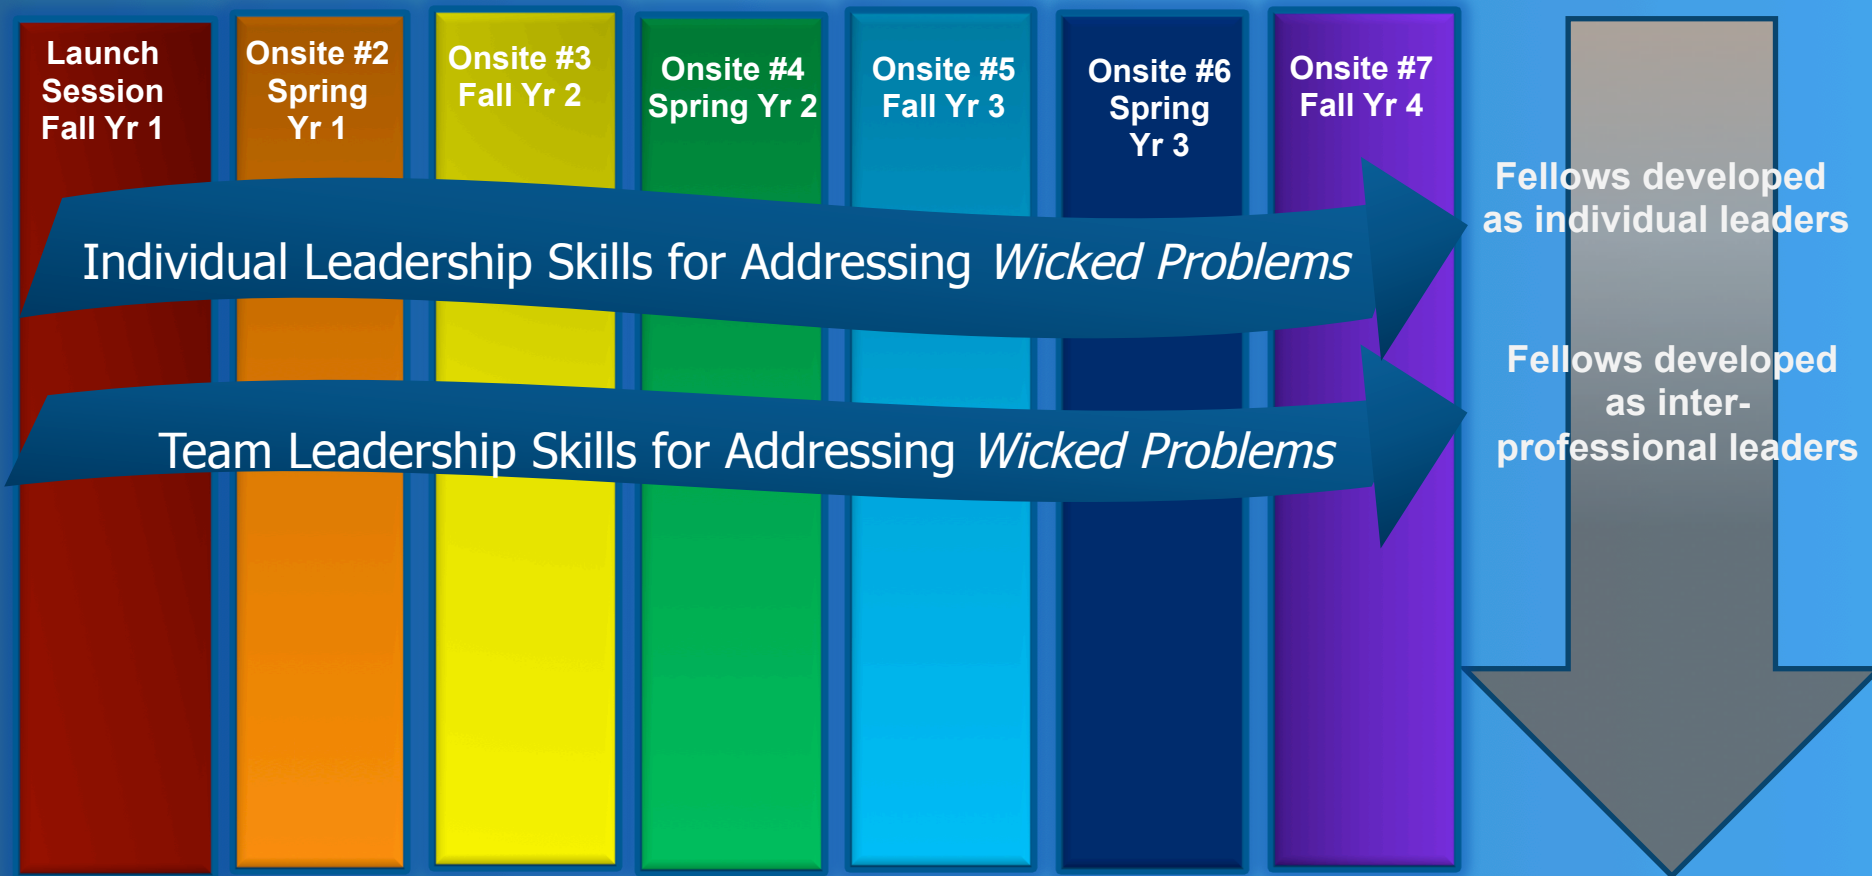 Launch
Session
Fall Yr 1
Onsite #2
Spring
Yr 1
Onsite #3
Fall Yr 2
Onsite #4
Spring Yr 2
Onsite #5
Fall Yr 3
Onsite #6
Spring
Yr 3
Onsite #7
Fall Yr 4
Individual Leadership Skills for Addressing Wicked Problems
Fellows developed
as individual leaders
Team Leadership Skills for Addressing Wicked Problems
Fellows developed
as inter-
professional leaders